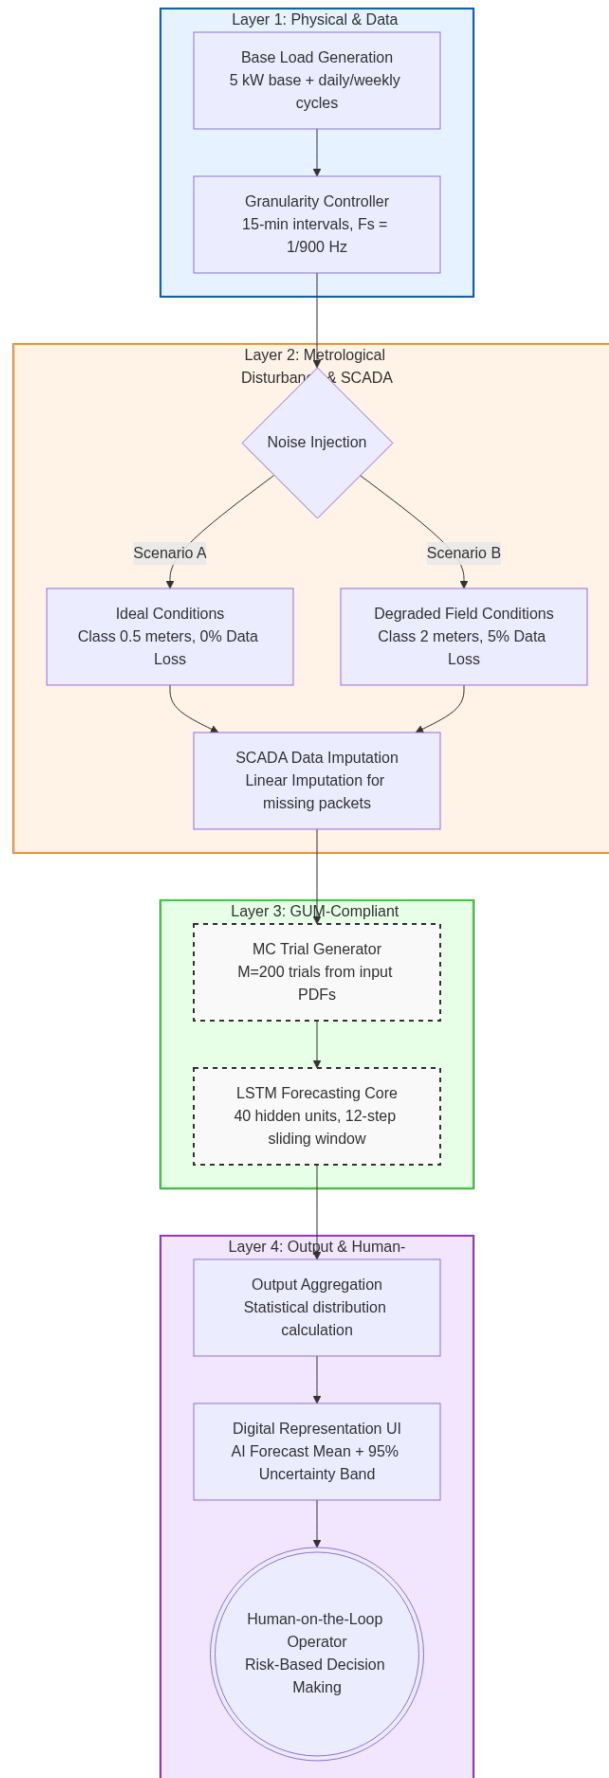 Layer 1: Physical & Data
Base Load Generation
5 kW base + daily/weekly
cycles
Granularity Controller
15-min intervals, Fs =
1/900 Hz
Layer 2: Metrological
Disturbance & SCADA
Noise Injection
Scenario A
Scenario B
Ideal Conditions
Class 0.5 meters, 0% Data
Loss
Degraded Field Conditions
Class 2 meters, 5% Data
Loss
SCADA Data Imputation
Linear Imputation for
missing packets
Layer 3: GUM-Compliant
MC Trial Generator
M=200 trials from input
PDFs
LSTM Forecasting Core
40 hidden units, 12-step
sliding window
Layer 4: Output & Human-
Output Aggregation
Statistical distribution
calculation
Digital Representation UI
AI Forecast Mean + 95%
Uncertainty Band
Human-on-the-Loop
Operator
Risk-Based Decision
Making